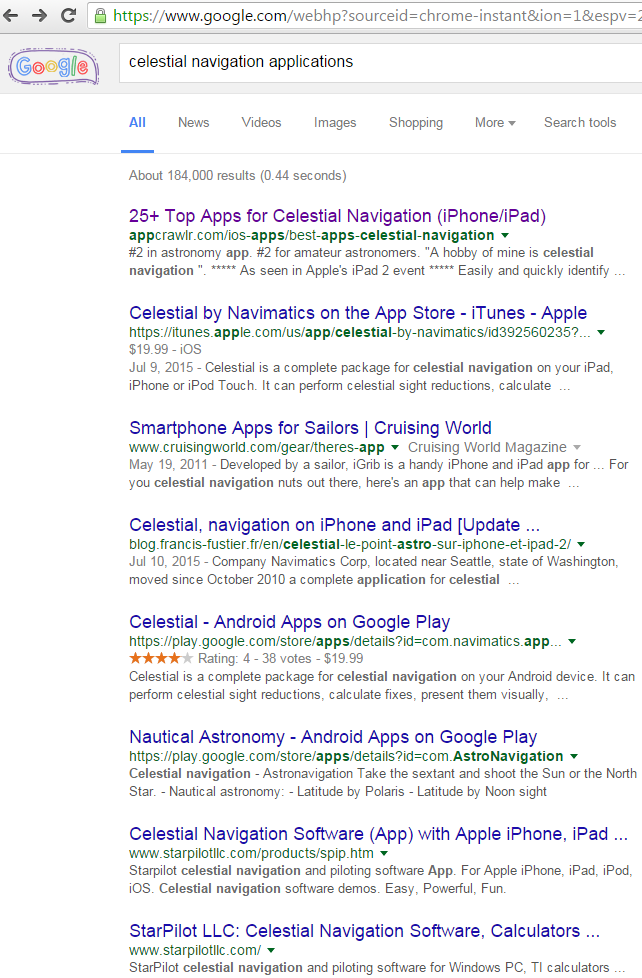 https://www.google.com/webhp?sourceid=chrome-instant&ion=1&espv=2
Google
celestial navigation applications
All News Videos Images Shopping More Search tools
About 184,000 results (0.44 seconds)
25+ Top Apps for Celestial Navigation (iPhone/iPad)
appcrawlr.com/ios-apps/best-apps-celestial-navigation
#2 in astronomy app. #2 for amateur astronomers. "A hobby of mine is celestial
navigation ". ***** As seen in Apple's iPad 2 event ***** Easily and quickly identify ...
Celestial by Navimatics on the App Store - iTunes - Apple
https://itunes.apple.com/us/app/celestial-by-navimatics/id392560235?...
$19.99 - iOS
Jul 9, 2015 - Celestial is a complete package for celestial navigation on your iPad,
iPhone or iPod Touch. It can perform celestial sight reductions, calculate ...
Smartphone Apps for Sailors | Cruising World
www.cruisingworld.com/gear/theres-app Cruising World Magazine
May 19, 2011 - Developed by a sailor, iGrib is a handy iPhone and iPad app for ... For
you celestial navigation nuts out there, here's an app that can help make ...
Celestial, navigation on iPhone and iPad [Update ...
blog.francis-fustier.fr/en/celestial-le-point-astro-sur-iphone-et-ipad-2/
Jul 10, 2015 - Company Navimatics Corp, located near Seattle, state of Washington,
moved since October 2010 a complete application for celestial ...
Celestial - Android Apps on Google Play
https://play.google.com/store/apps/details?id=com.navimatics.app...
Rating: 4 - 38 votes - $19.99
Celestial is a complete package for celestial navigation on your Android device. It can
perform celestial sight reductions, calculate fixes, present them visually, ...
Nautical Astronomy - Android Apps on Google Play
https://play.google.com/store/apps/details?id=com.AstroNavigation
Celestial navigation - Astronavigation Take the sextant and shoot the Sun or the North
Star. - Nautical astronomy: - Latitude by Polaris - Latitude by Noon sight
Celestial Navigation Software (App) with Apple iPhone, iPad ...
www.starpilotllc.com/products/spip.htm
Starpilot celestial navigation and piloting software App. For Apple iPhone, iPad, iPod,
iOS. Celestial navigation software demos. Easy, Powerful, Fun.
StarPilot LLC: Celestial Navigation Software, Calculators ...
www.starpilotllc.com/
StarPilot celestial navigation and piloting software for Windows PC, TI calculators ...